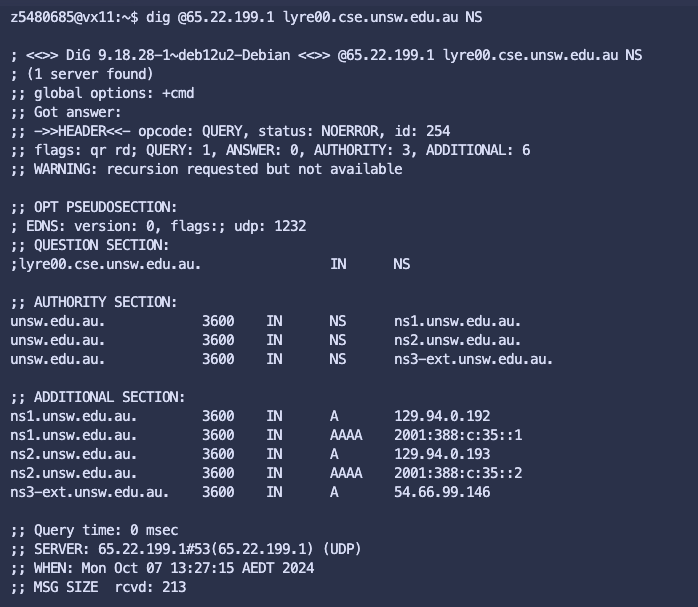 z5480685@vx11:~$ dig @65.22.199.1 lyre00.cse.unsw.edu.au NS

; <<>> DiG 9.18.28-1~deb12u2-Debian <<>> @65.22.199.1 lyre00.cse.unsw.edu.au NS
; (1 server found)
;; global options: +cmd
;; Got answer:
;; ->>HEADER<<- opcode: QUERY, status: NOERROR, id: 254
;; flags: qr rd; QUERY: 1, ANSWER: 0, AUTHORITY: 3, ADDITIONAL: 6
;; WARNING: recursion requested but not available

;; OPT PSEUDOSECTION:
; EDNS: version: 0, flags:; udp: 1232
;; QUESTION SECTION:
;lyre00.cse.unsw.edu.au. IN NS

;; AUTHORITY SECTION:
unsw.edu.au. 3600 IN NS ns1.unsw.edu.au.
unsw.edu.au. 3600 IN NS ns2.unsw.edu.au.
unsw.edu.au. 3600 IN NS ns3-ext.unsw.edu.au.

;; ADDITIONAL SECTION:
ns1.unsw.edu.au. 3600 IN A 129.94.0.192
ns1.unsw.edu.au. 3600 IN AAAA 2001:388:c:35::1
ns2.unsw.edu.au. 3600 IN A 129.94.0.193
ns2.unsw.edu.au. 3600 IN AAAA 2001:388:c:35::2
ns3-ext.unsw.edu.au. 3600 IN A 54.66.99.146

;; Query time: 0 msec
;; SERVER: 65.22.199.1#53(65.22.199.1) (UDP)
;; WHEN: Mon Oct 07 13:27:15 AEDT 2024
;; MSG SIZE rcvd: 213